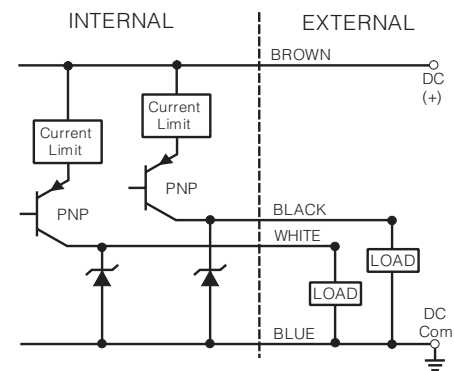 INTERNAL
EXTERNAL
BROWN
DC
(+)
Current
Limit
Current
Limit
PNP
PNP
BLACK
WHITE
LOAD
LOAD
DC
Com
BLUE